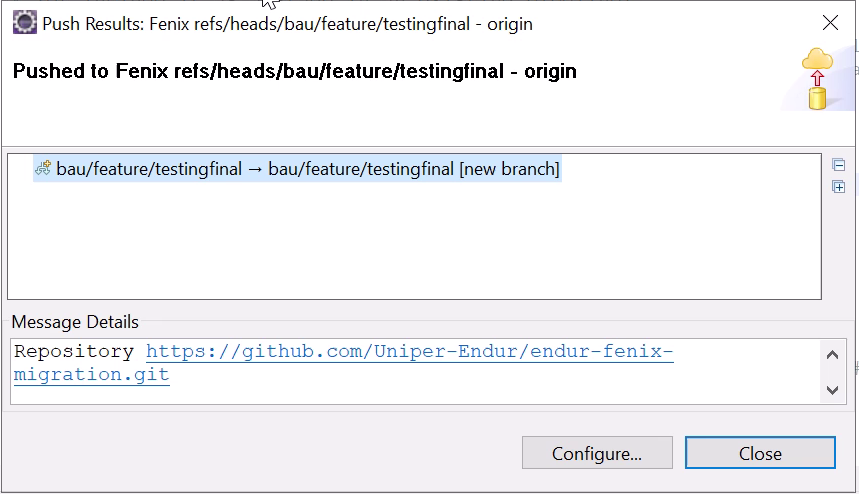 Push Results: Fenix refs/heads/bau/feature/testingfinal - origin
Pushed to Fenix refs/heads/bau/feature/testingfinal - origin
bau/feature/testingfinal → bau/feature/testingfinal [new branch]
Message Details
Repository https://github.com/Uniper-Endur/endur-fenix-
migration.git
Configure...
Close